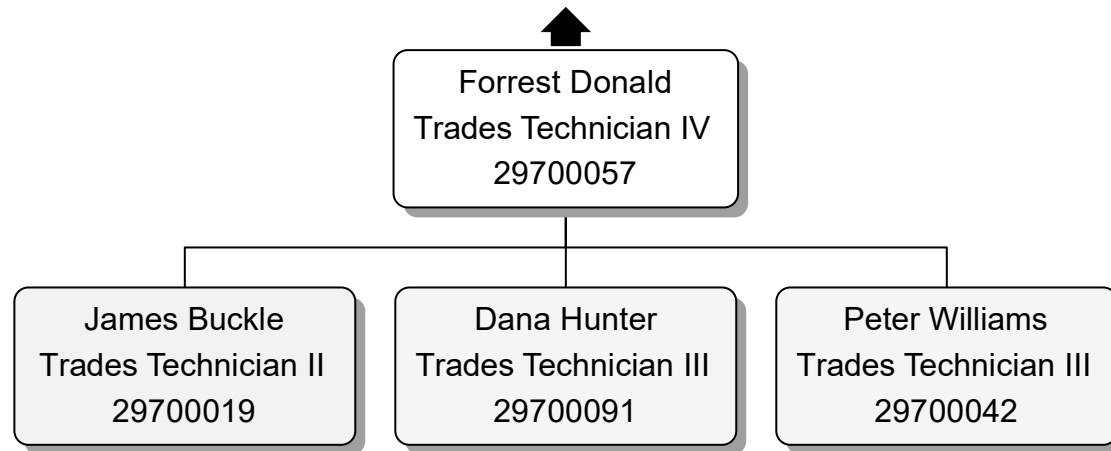 Forrest Donald
Trades Technician IV
29700057
James Buckle
Trades Technician II
29700019
Dana Hunter
Trades Technician III
29700091
Peter Williams
Trades Technician III
29700042